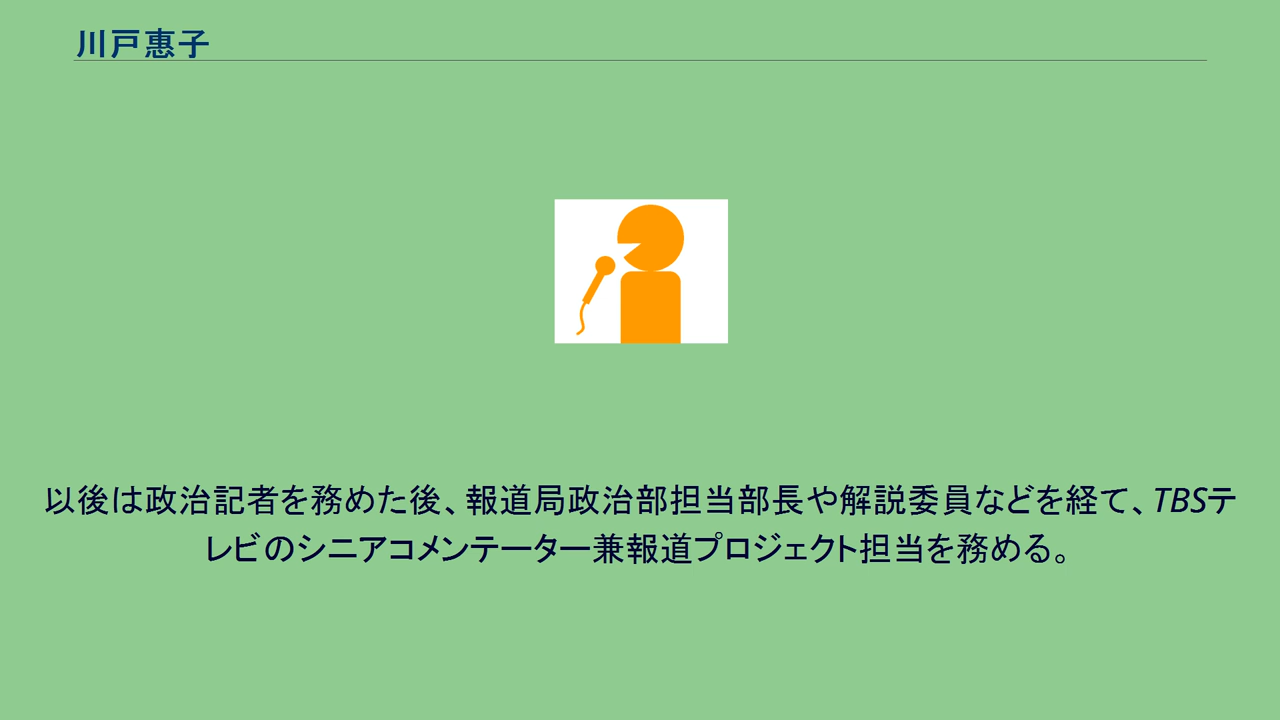 川戸惠子
以後は政治記者を務めた後、報道局政治部担当部長や解説委員などを経て、TBSテ
レビのシニアコメンテーター兼報道プロジェクト担当を務める。